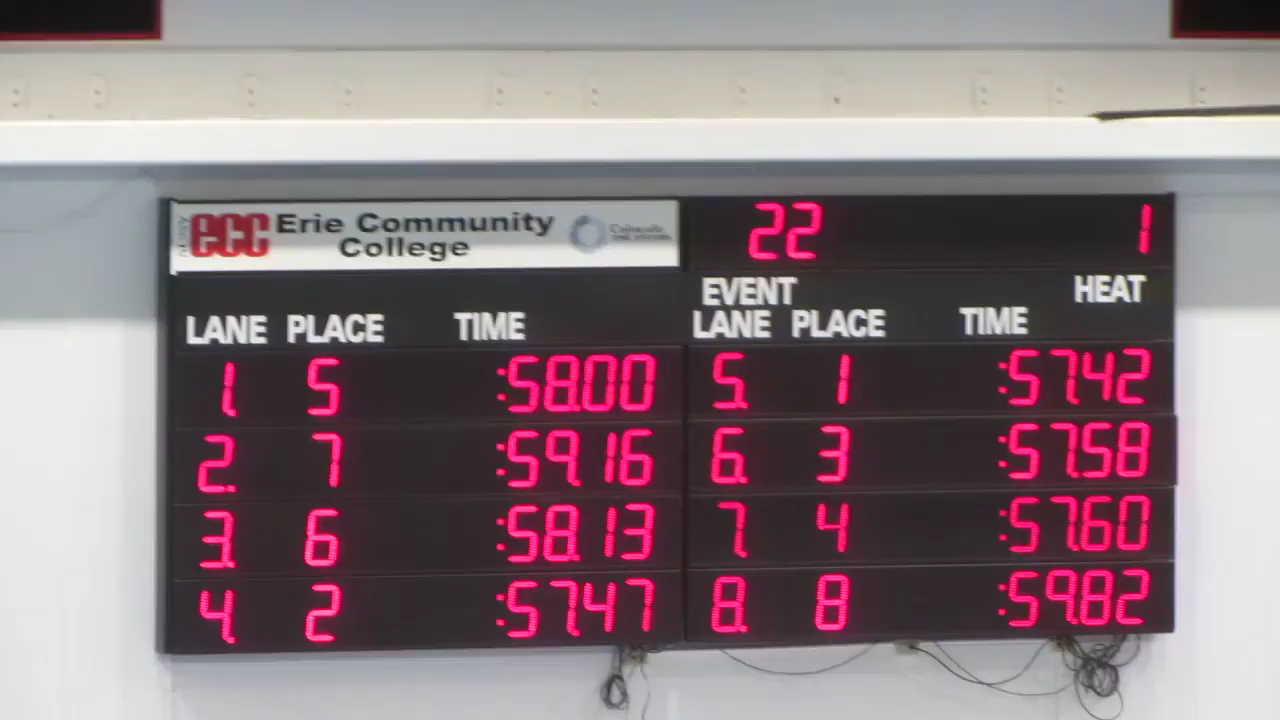 ecc Erie Community College
22 1
EVENT HEAT
LANE PLACE TIME LANE PLACE TIME
1. 5 :58.00 5. 1 :57.42
2. 7 :59.16 6. 3 :57.58
3. 6 :58.13 7. 4 :57.60
4. 2 :57.47 8. 8 :59.82